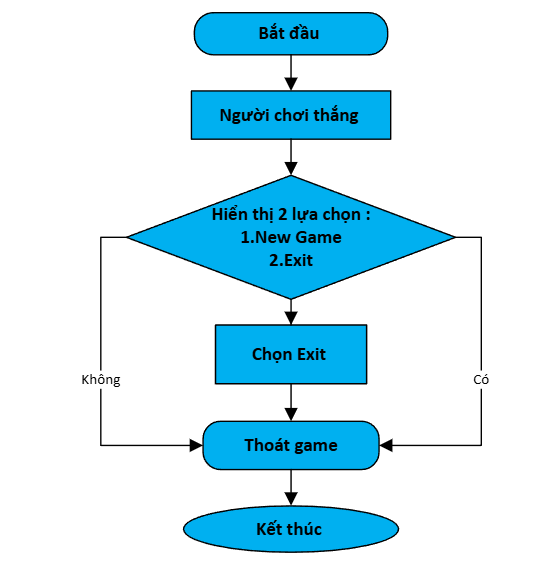 Bắt đầu
Người chơi thắng
Hiển thị 2 lựa chọn :
1.New Game
2.Exit
Chọn Exit
Không
Có
Thoát game
Kết thúc